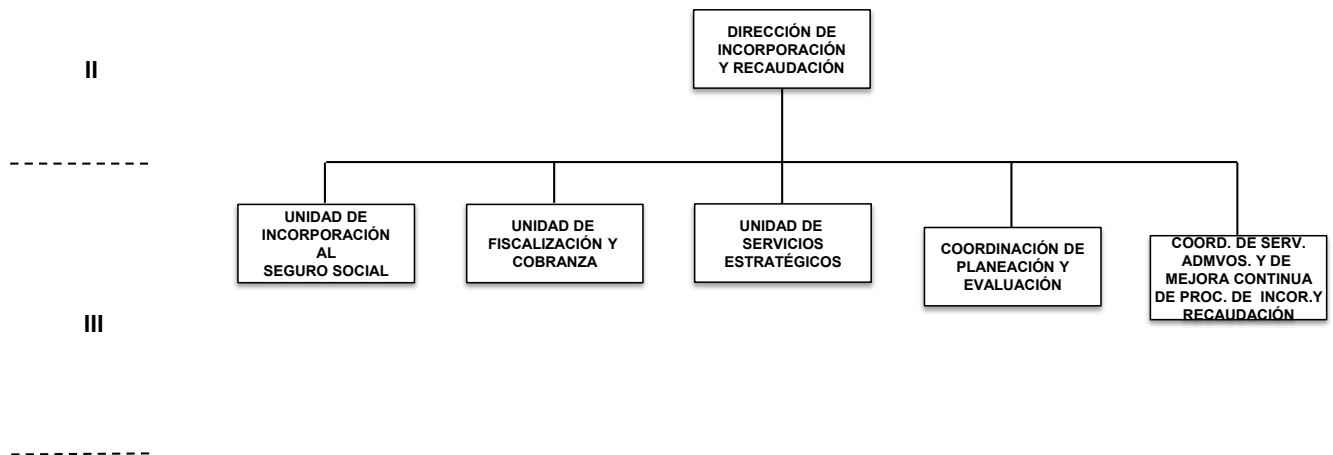 DIRECCIÓN DE
INCORPORACIÓN
Y RECAUDACIÓN
II
UNIDAD DE
INCORPORACIÓN
AL
SEGURO SOCIAL
UNIDAD DE
FISCALIZACIÓN Y
COBRANZA
UNIDAD DE
SERVICIOS
ESTRATÉGICOS
COORDINACIÓN DE
PLANEACIÓN Y
EVALUACIÓN
COORD. DE SERV.
ADMVOS. Y DE
MEJORA CONTINUA
DE PROC. DE INCOR.Y
RECAUDACIÓN
III